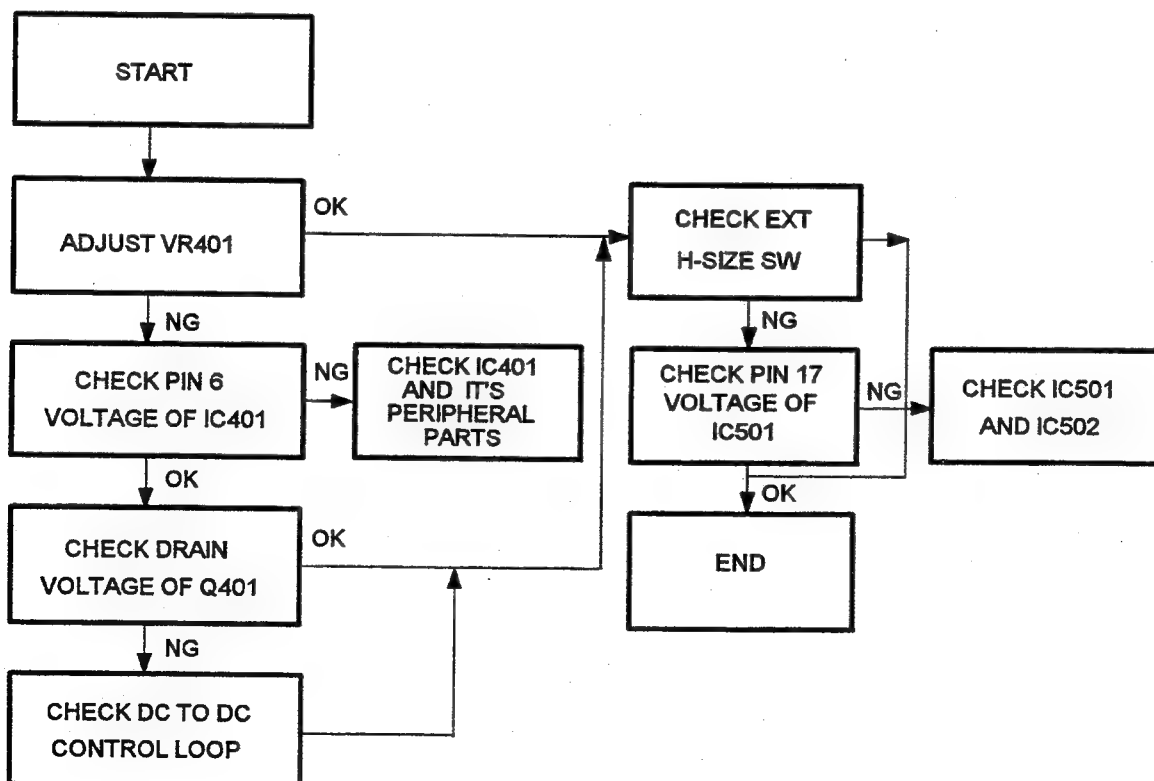 START
ADJUST VR401
OK
NG
CHECK PIN 6
VOLTAGE OF IC401
NG
CHECK IC401
AND IT'S
PERIPHERAL
PARTS
OK
CHECK DRAIN
VOLTAGE OF Q401
OK
NG
CHECK DC TO DC
CONTROL LOOP
CHECK EXT
H-SIZE SW
NG
CHECK PIN 17
VOLTAGE OF
IC501
NG
CHECK IC501
AND IC502
OK
END